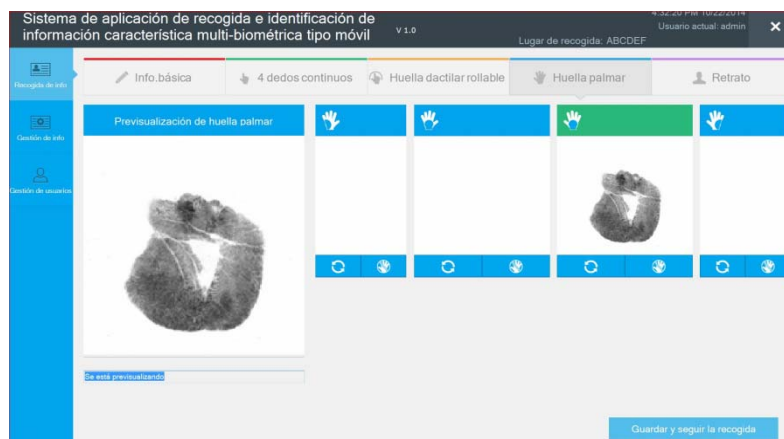 Sistema de aplicación de recogida e identificación de
información característica multi-biométrica tipo móvil
V 1.0
4:32:20 PM 10/22/2014
Usuario actual: admin
Lugar de recogida: ABCDEF
Recogida de info
Info.básica
4 dedos continuos
Huella dactilar rollable
Huella palmar
Retrato
Gestión de info
Gestión de usuarios
Previsualización de huella palmar
Se está previsualizando
Guardar y seguir la recogida